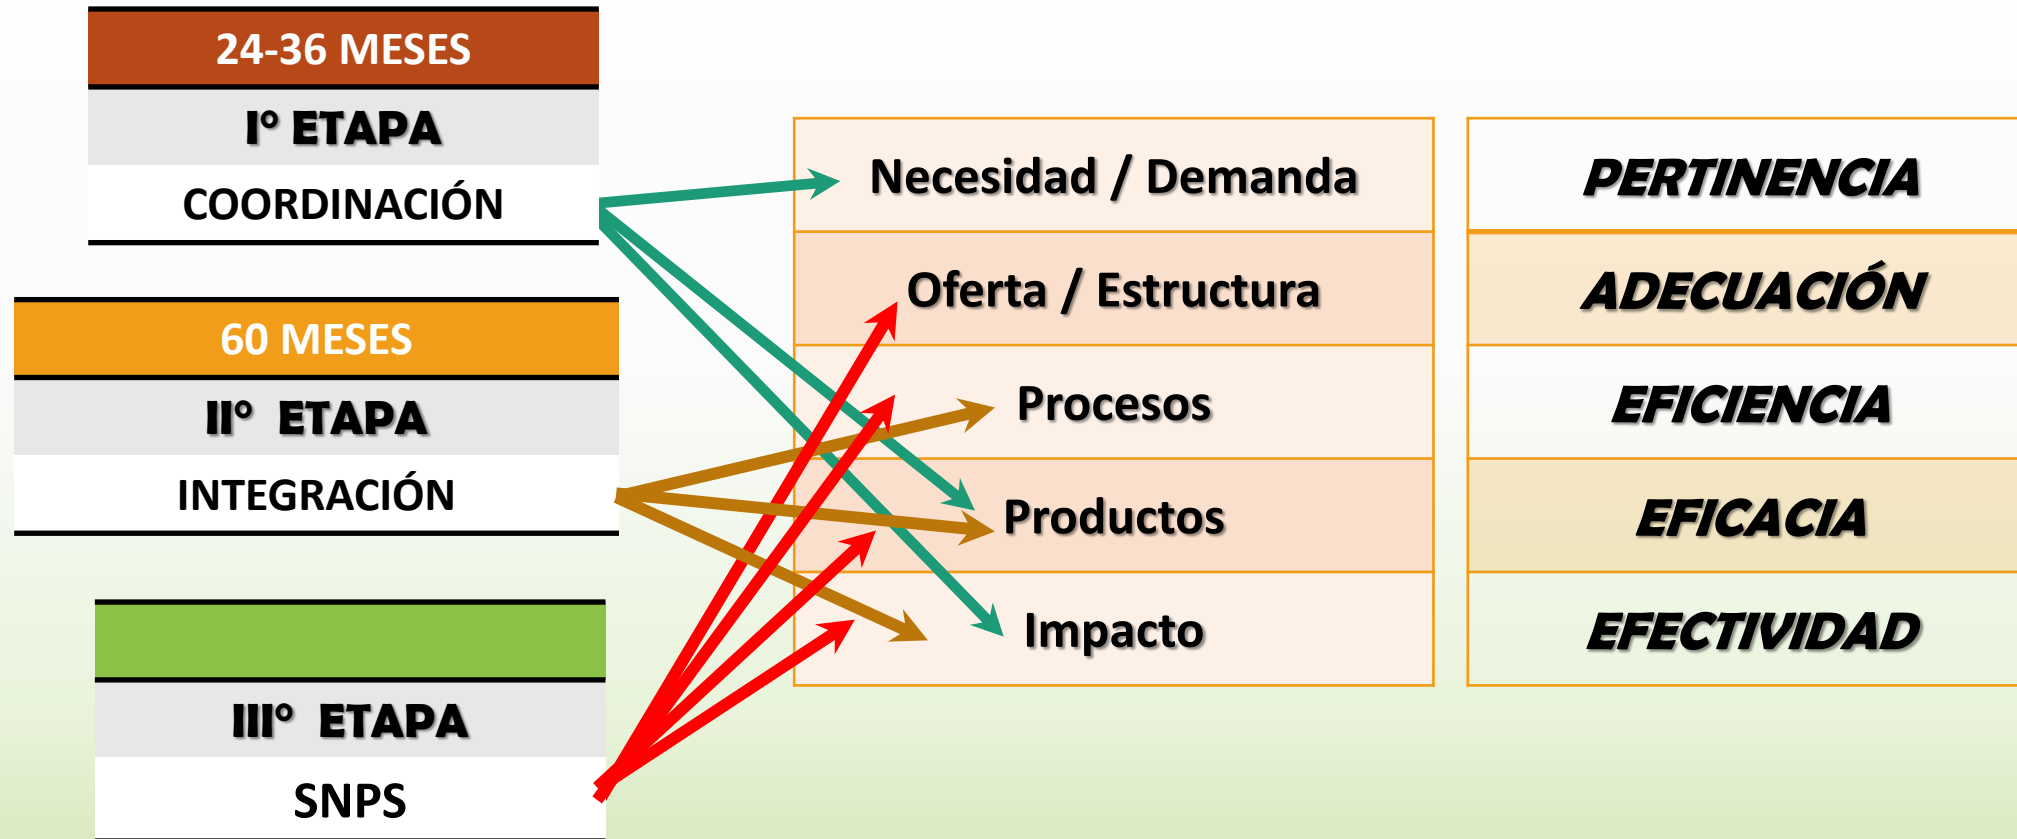 24-36 MESES
I° ETAPA
COORDINACIÓN
60 MESES
II° ETAPA
INTEGRACIÓN
III° ETAPA
SNPS
Necesidad / Demanda
Oferta / Estructura
Procesos
Productos
Impacto
PERTINENCIA
ADECUACIÓN
EFICIENCIA
EFICACIA
EFECTIVIDAD